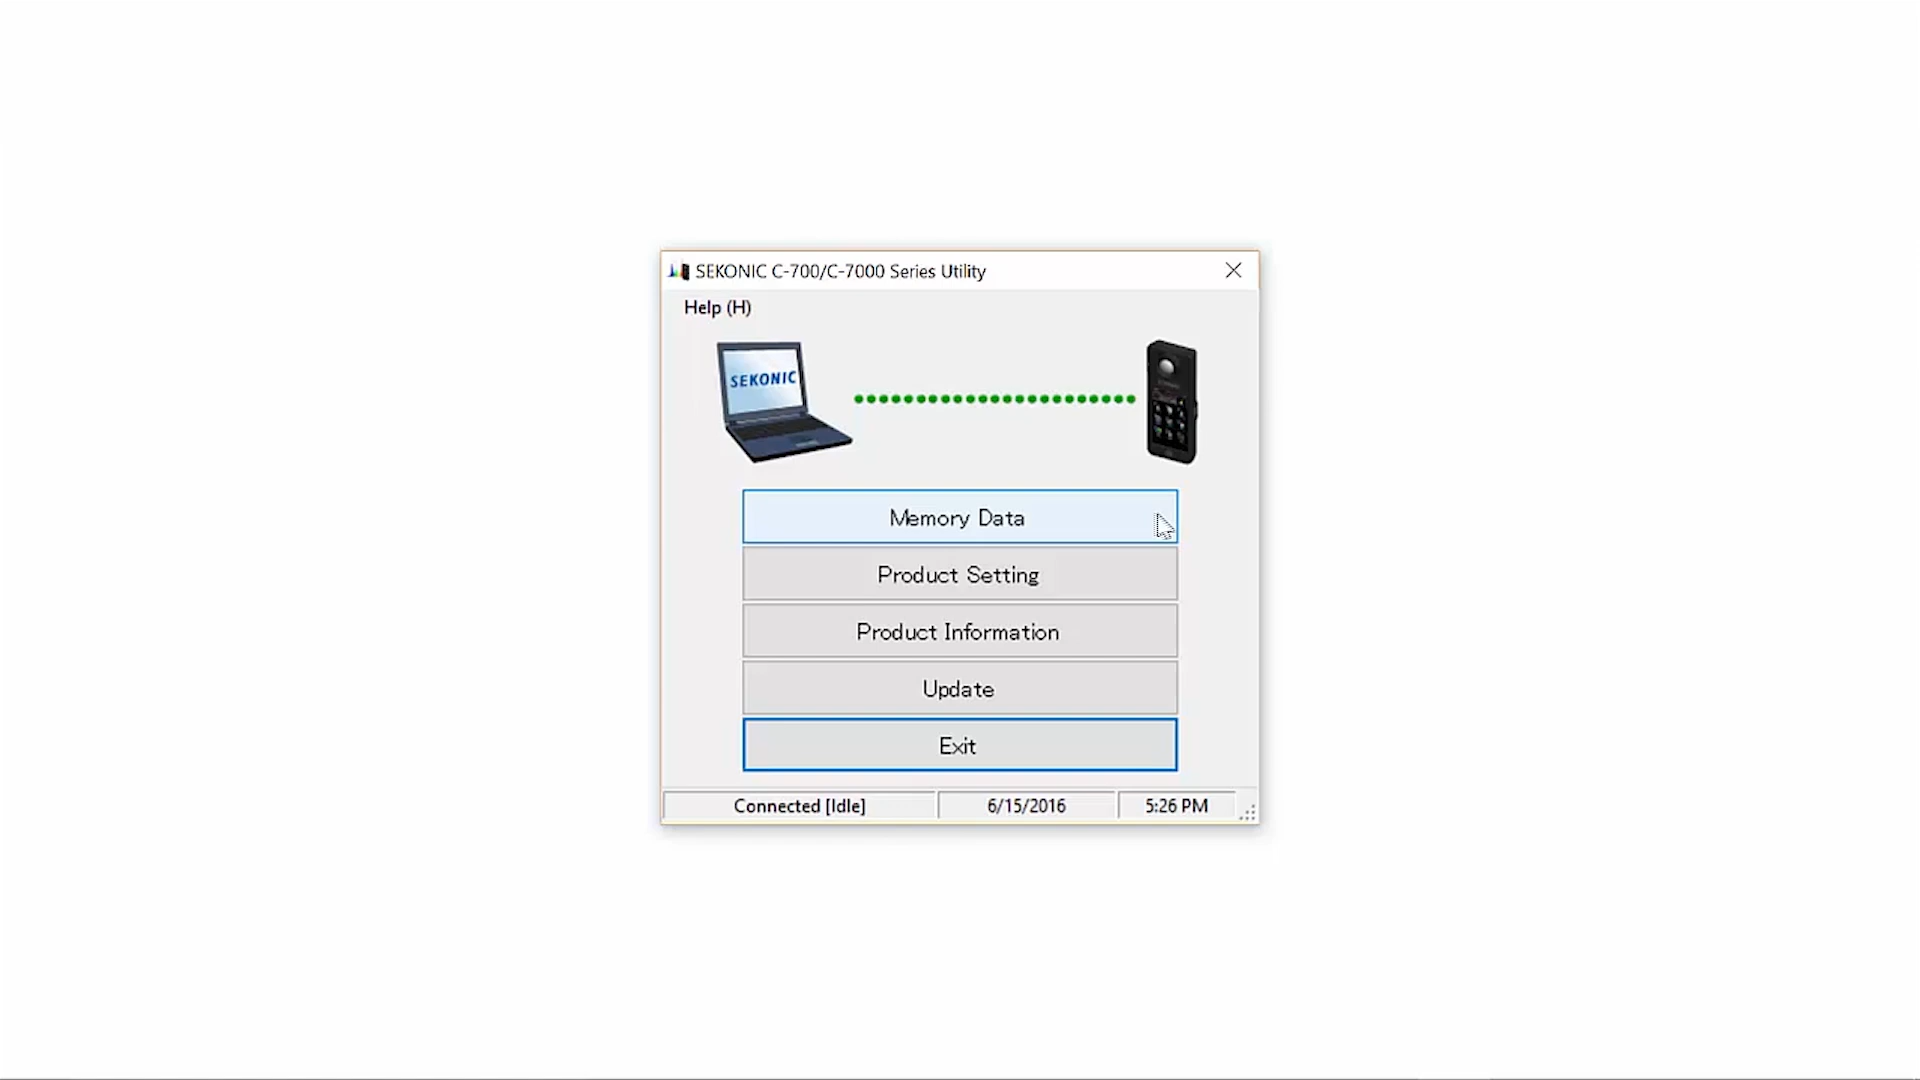 SEKONIC C-700/C-7000 Series Utility
Help (H)
SEKONIC
Memory Data
Product Setting
Product Information
Update
Exit
Connected [Idle] 6/15/2016 5:26 PM